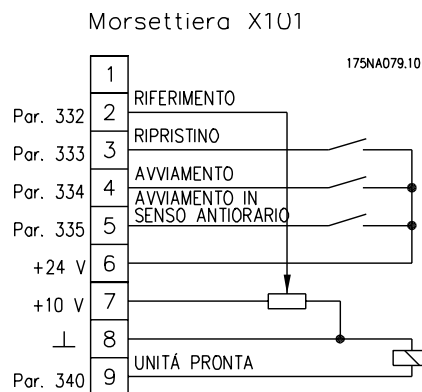 Morsettiera X101
175NA079.10
1
Par. 332 2 RIFERIMENTO
Par. 333 3 RIPRISTINO
Par. 334 4 AVVIAMENTO
AVVIAMENTO IN
SENSO ANTIORARIO
Par. 335 5
+24 V 6
+10 V 7
⊥ 8
Par. 340 9 UNITÁ PRONTA